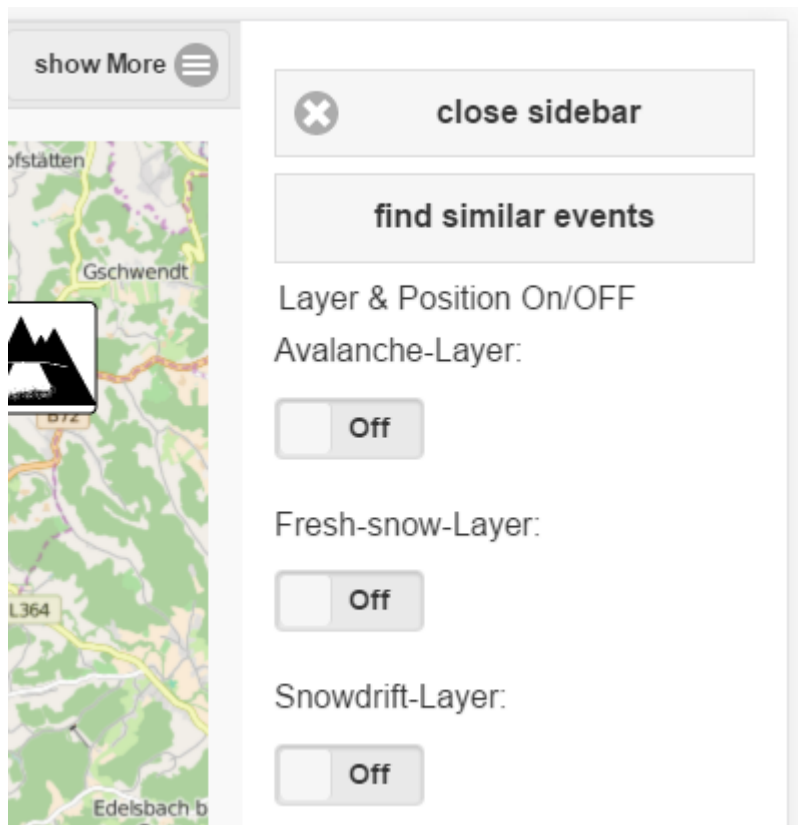 show More
close sidebar
find similar events
Layer & Position On/OFF
Avalanche-Layer:
Off
Fresh-snow-Layer:
Off
Snowdrift-Layer:
Off
ofstätten
Gschwendt
B72
L364
Edelsbach b